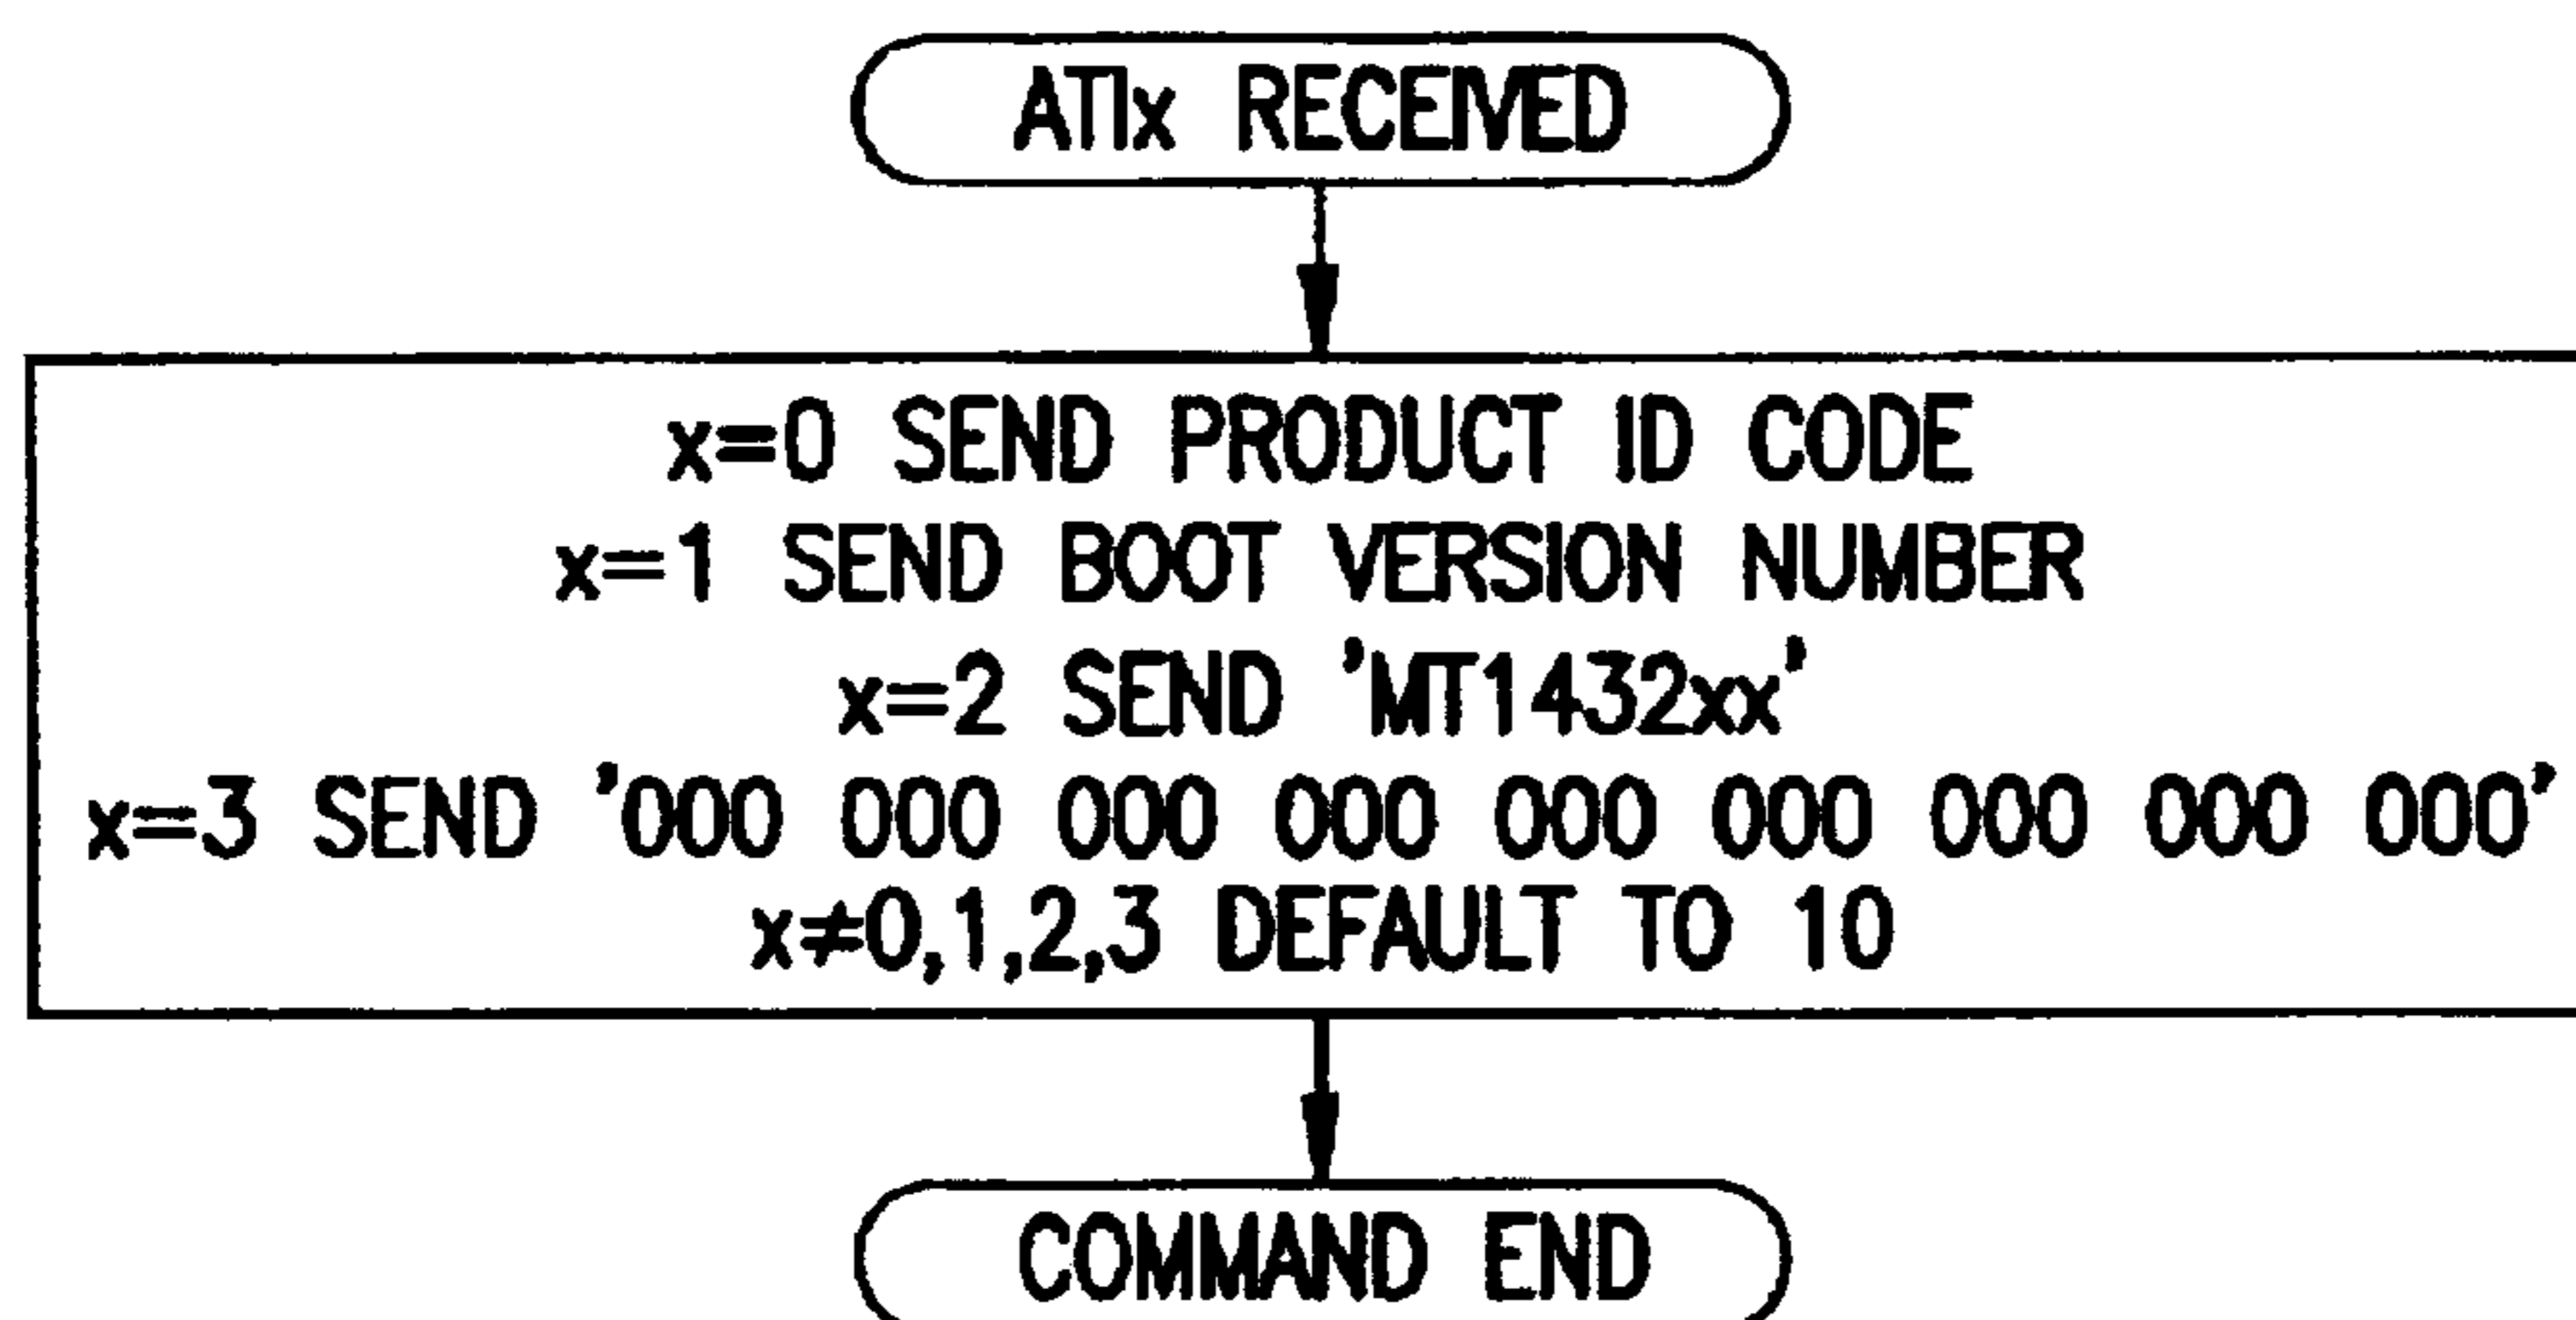 ATIx RECEIVED
x=0 SEND PRODUCT ID CODE
x=1 SEND BOOT VERSION NUMBER
x=2 SEND 'MT1432xx'
x=3 SEND '000 000 000 000 000 000 000 000 000'
x≠0,1,2,3 DEFAULT TO 10
COMMAND END